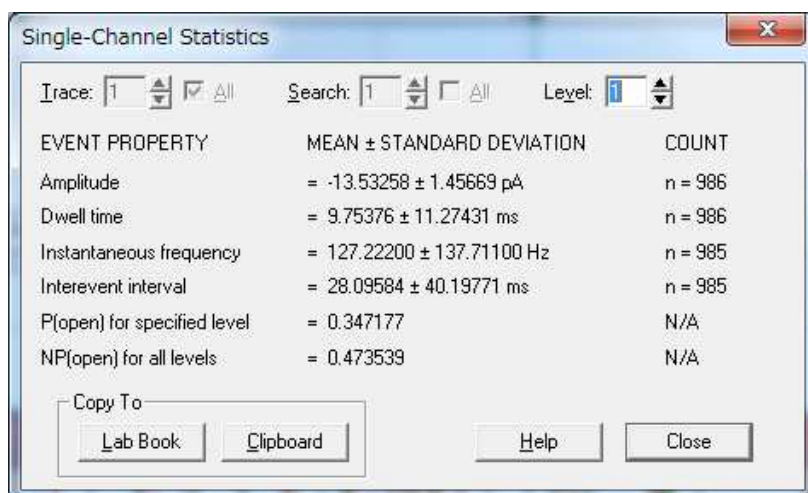 Single-Channel Statistics
Trace: 1 All Search: 1 All Level: 1
EVENT PROPERTY MEAN ± STANDARD DEVIATION COUNT
Amplitude = -13.53258 ± 1.45669 pA n = 986
Dwell time = 9.75376 ± 11.27431 ms n = 986
Instantaneous frequency = 127.22200 ± 137.71100 Hz n = 985
Interevent interval = 28.09584 ± 40.19771 ms n = 985
P(open) for specified level = 0.347177 N/A
NP(open) for all levels = 0.473539 N/A
Copy To
Lab Book Clipboard Help Close